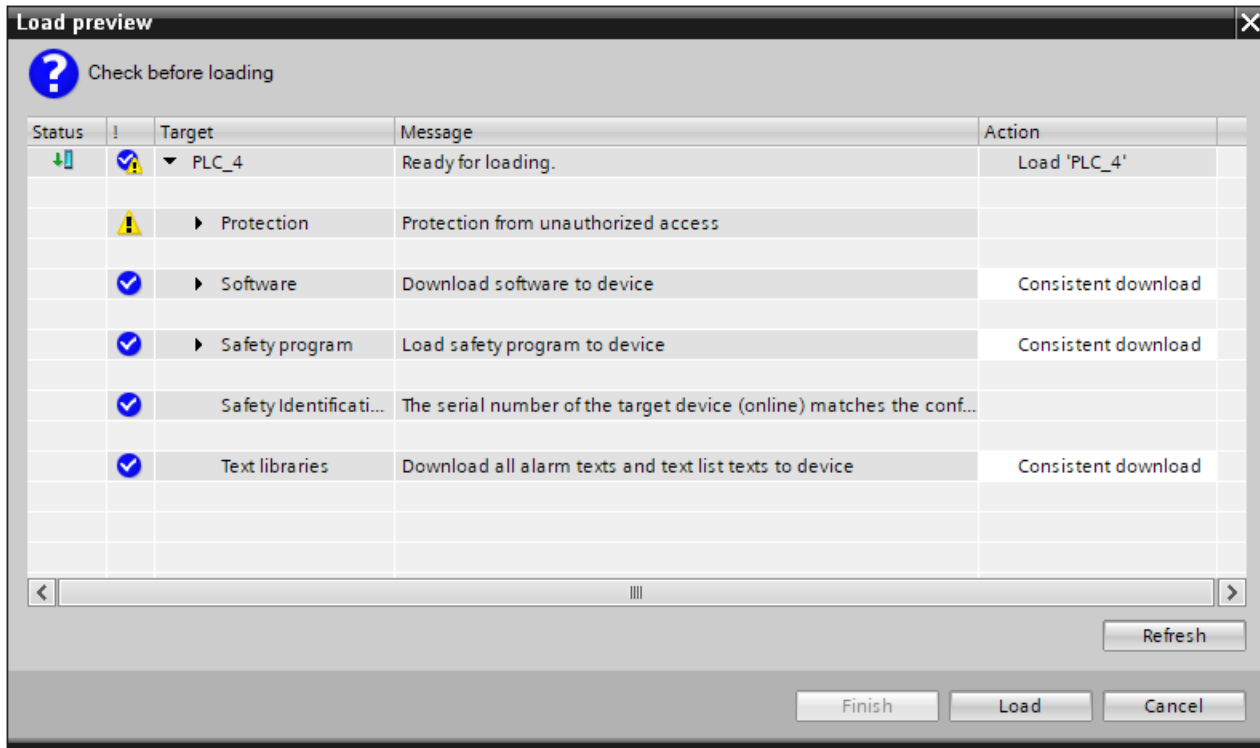 Load preview
Check before loading
Status ! Target Message Action
PLC_4 Ready for loading. Load 'PLC_4'
Protection Protection from unauthorized access
Software Download software to device Consistent download
Safety program Load safety program to device Consistent download
Safety Identificati... The serial number of the target device (online) matches the conf...
Text libraries Download all alarm texts and text list texts to device Consistent download
Refresh
Finish Load Cancel